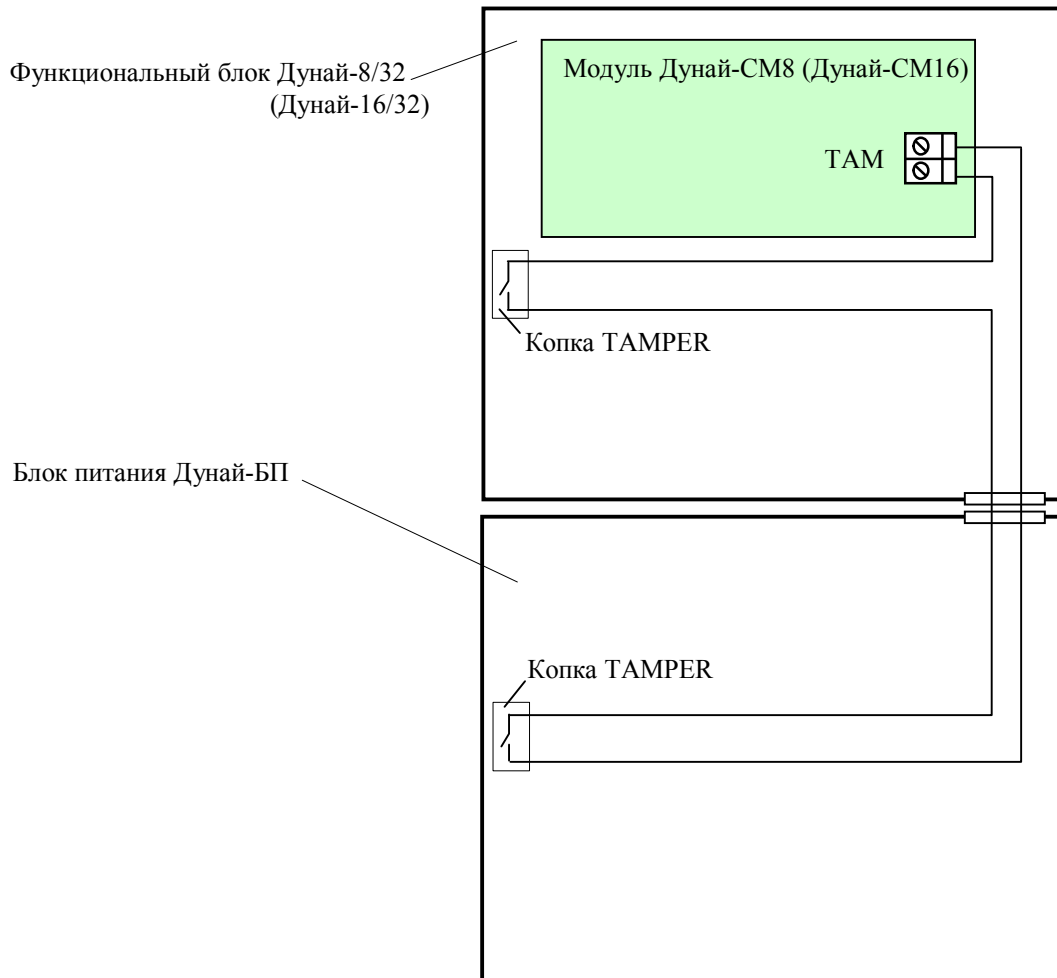 Функциональный блок Дунай-8/32
(Дунай-16/32)
Модуль Дунай-СМ8 (Дунай-СМ16)
ТАМ
Копка TAMPER
Блок питания Дунай-БП
Копка TAMPER